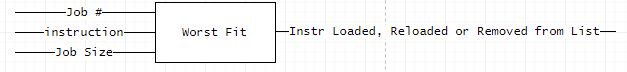 Job #
instruction
Job Size
Worst Fit
Instr Loaded, Reloaded or Removed from List